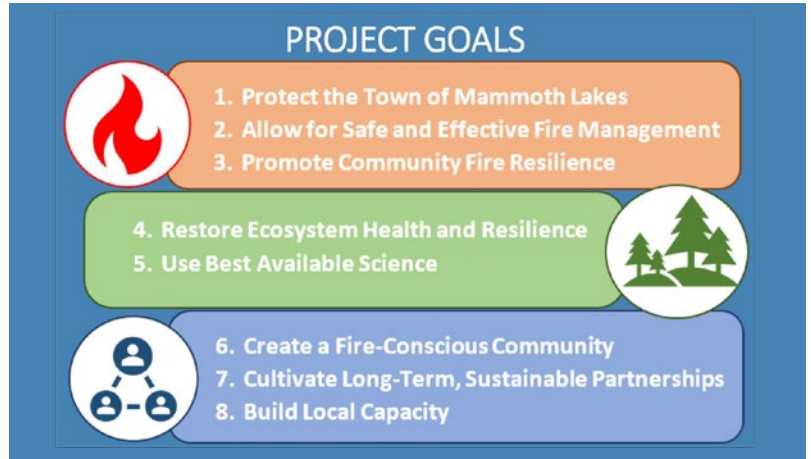 PROJECT GOALS
1. Protect the Town of Mammoth Lakes
2. Allow for Safe and Effective Fire Management
3. Promote Community Fire Resilience
4. Restore Ecosystem Health and Resilience
5. Use Best Available Science
6. Create a Fire-Conscious Community
7. Cultivate Long-Term, Sustainable Partnerships
8. Build Local Capacity